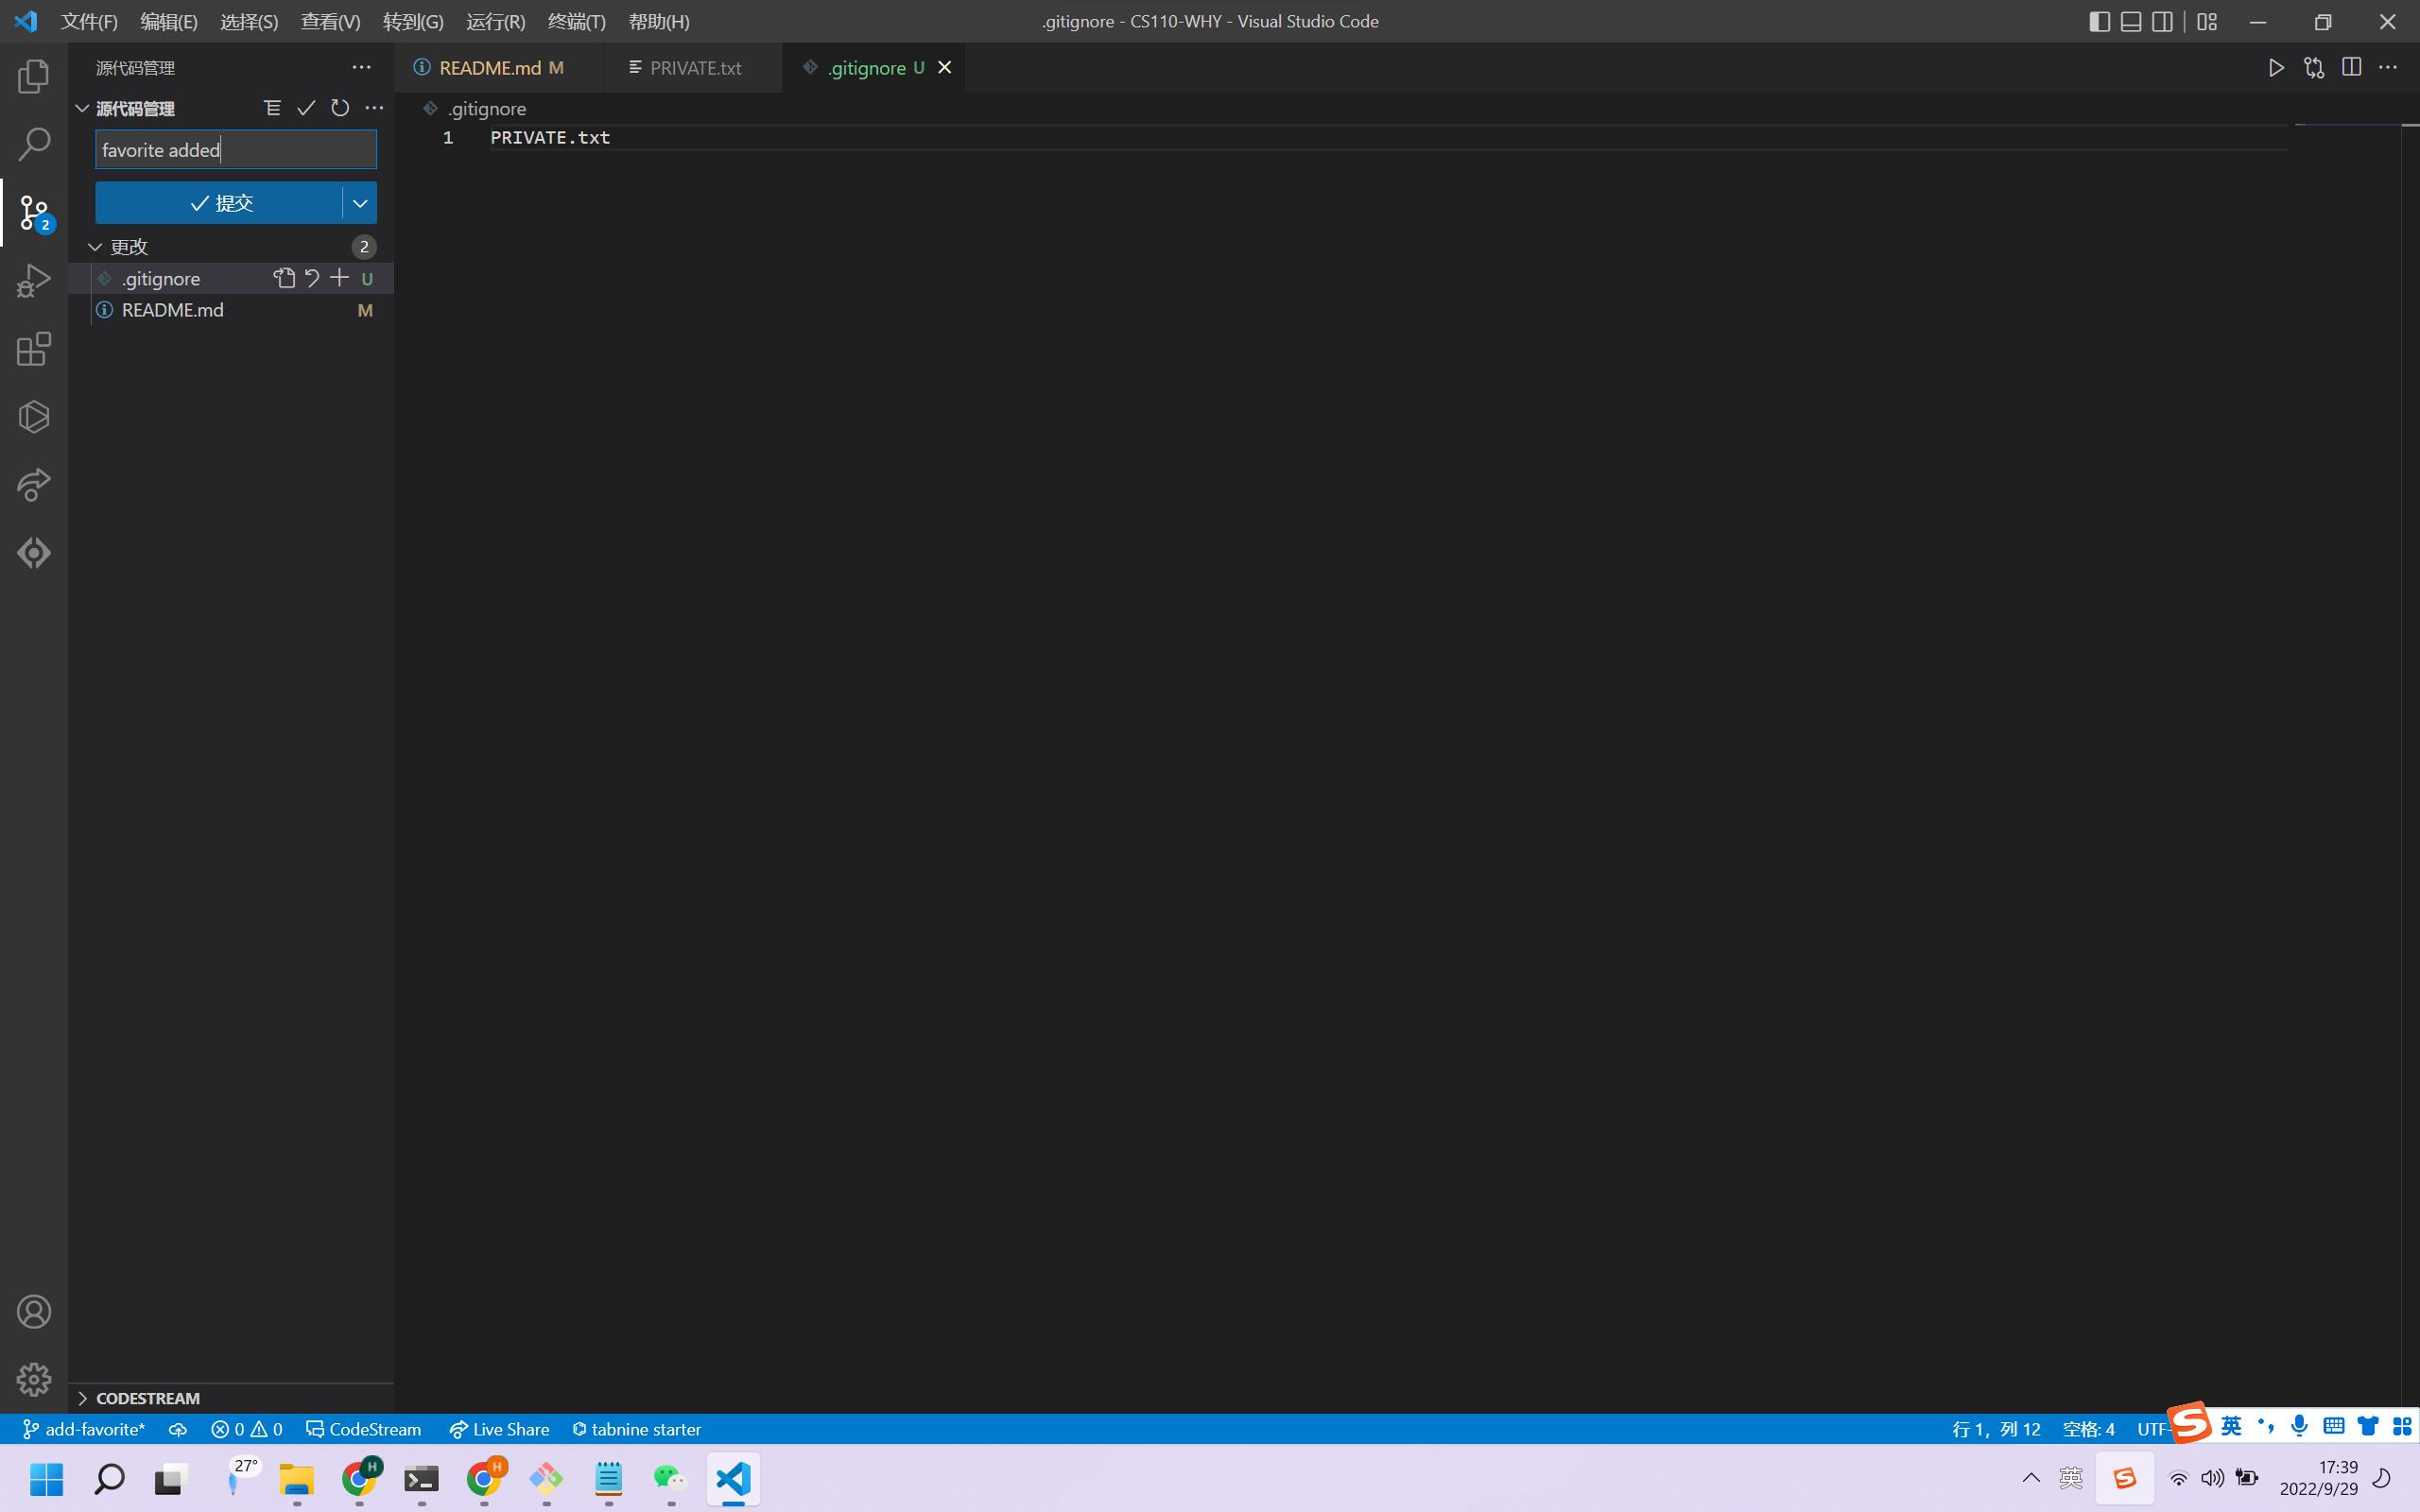 文件(F) 编辑(E) 选择(S) 查看(V) 转到(G) 运行(R) 终端(T) 帮助(H)
.gitignore - CS110-WHY - Visual Studio Code
源代码管理
README.md M
PRIVATE.txt
.gitignore U
源代码管理
.gitignore
favorite added
1 PRIVATE.txt
提交
2
更改 2
.gitignore U
README.md M
CODESTREAM
add-favorite* 0 0 CodeStream Live Share tabnine starter
行 1，列 12 空格: 4 UTF- 英
27°
H
H
英
17:39
2022/9/29